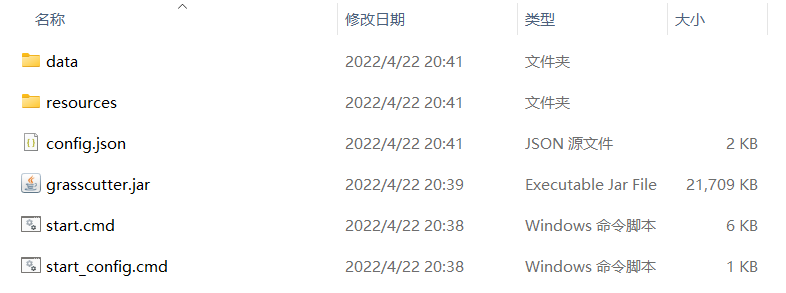 名称 修改日期 类型 大小
data 2022/4/22 20:41 文件夹
resources 2022/4/22 20:41 文件夹
config.json 2022/4/22 20:41 JSON 源文件 2 KB
grasscutter.jar 2022/4/22 20:39 Executable Jar File 21,709 KB
start.cmd 2022/4/22 20:38 Windows 命令脚本 6 KB
start_config.cmd 2022/4/22 20:38 Windows 命令脚本 1 KB